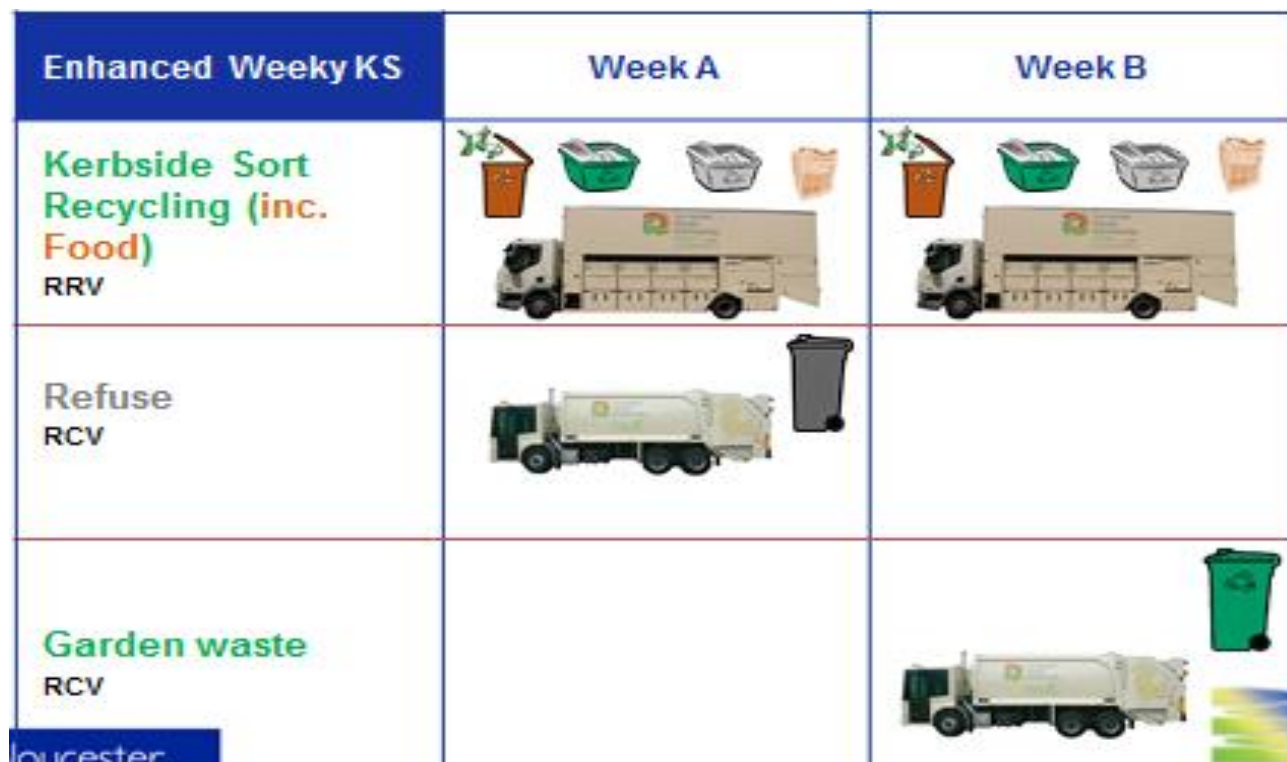 Enhanced Weeky KS
Week A
Week B
Kerbside Sort
Recycling (inc.
Food)
RRV
Refuse
RCV
Garden waste
RCV
loucester